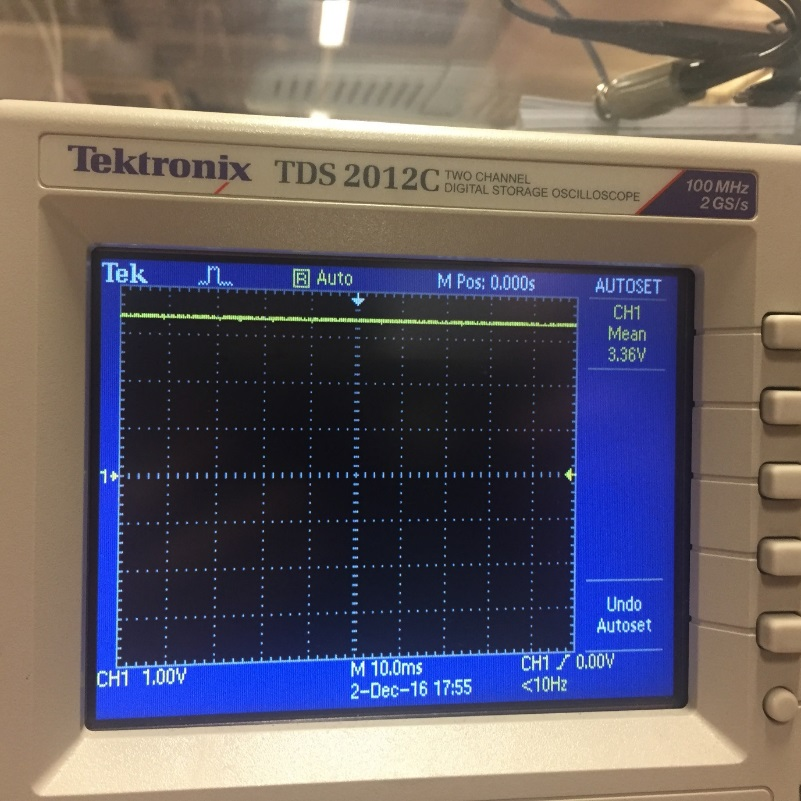 Tektronix TDS 2012C TWO CHANNEL
DIGITAL STORAGE OSCILLOSCOPE
100 MHz
2 GS/s
Tek R Auto M Pos: 0.000s AUTOSET
CH1
Mean
3.36V
1
Undo
Autoset
CH1 1.00V M 10.0ms CH1 0.00V
2-Dec-16 17:55 <10Hz